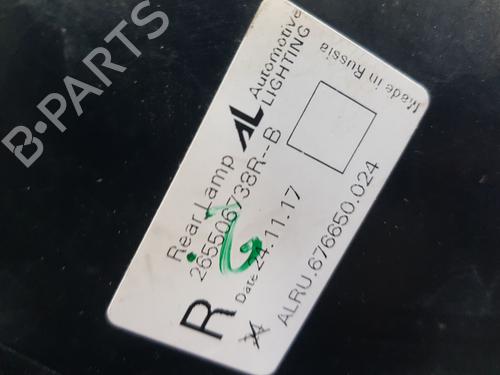 B-PARTS
Rear Lamp
AL Automotive
LIGHTING
Made in Russia
265506738R--B
R
Date 24.11.17
ALRU.676650.024